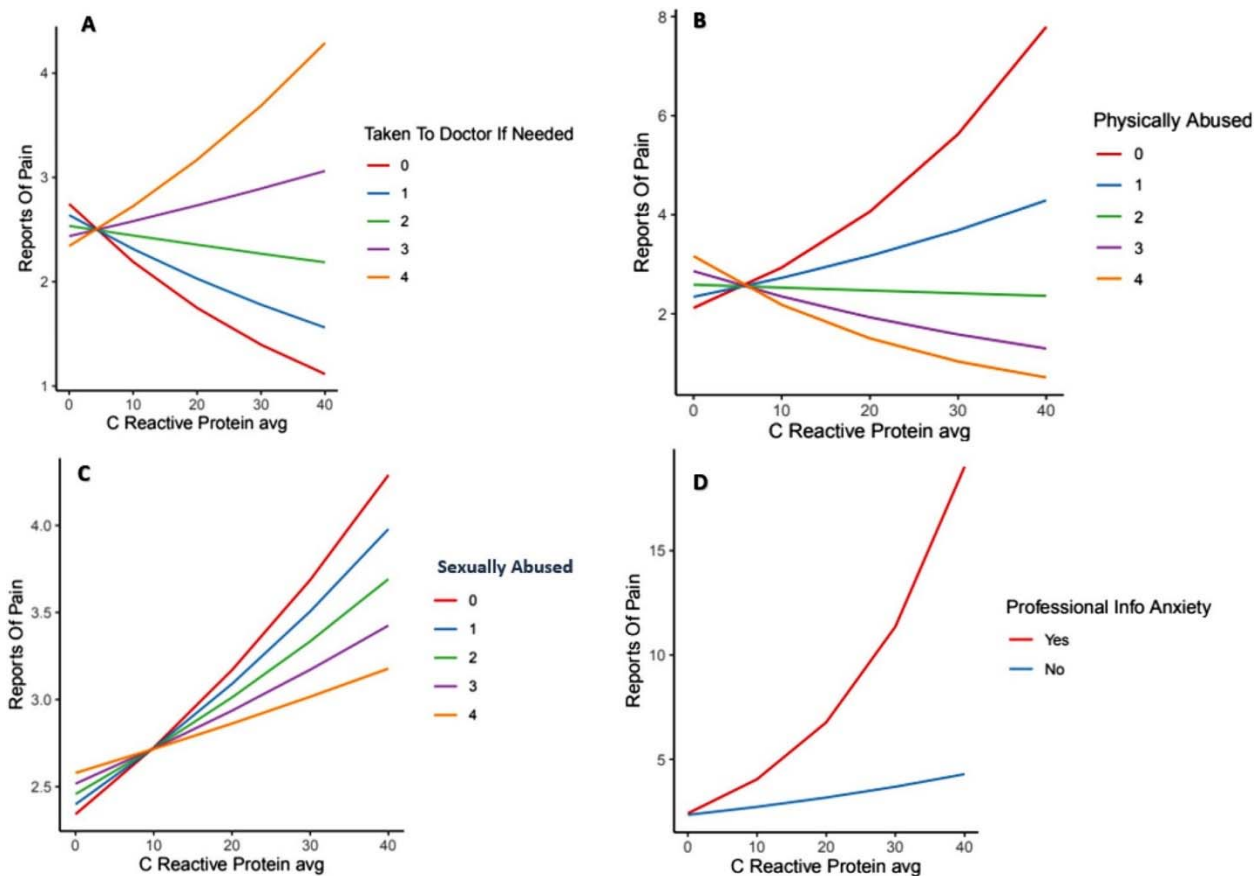 A
Reports Of Pain
4
3
2
1
0 10 20 30 40
C Reactive Protein avg
Taken To Doctor If Needed
0
1
2
3
4
B
Reports Of Pain
8
6
4
2
0 10 20 30 40
C Reactive Protein avg
Physically Abused
0
1
2
3
4
C
Reports Of Pain
4.0
3.5
3.0
2.5
0 10 20 30 40
C Reactive Protein avg
Sexually Abused
0
1
2
3
4
D
Reports Of Pain
15
10
5
0 10 20 30 40
C Reactive Protein avg
Professional Info Anxiety
Yes
No